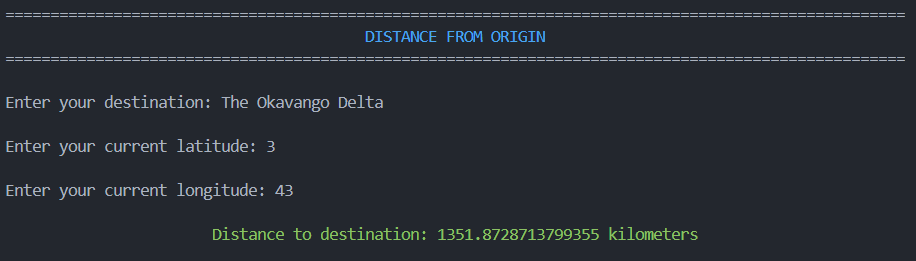 ====================================================================================================
DISTANCE FROM ORIGIN
====================================================================================================
Enter your destination: The Okavango Delta
Enter your current latitude: 3
Enter your current longitude: 43
Distance to destination: 1351.8728713799355 kilometers